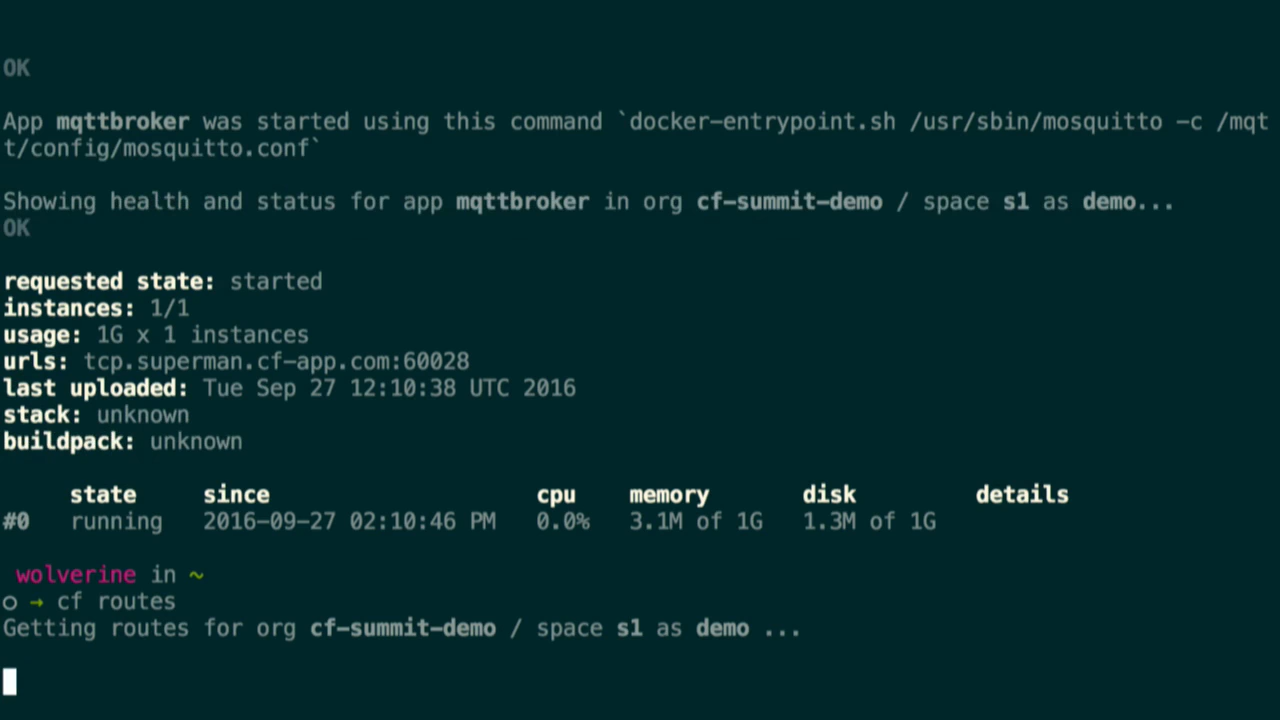 OK
App mqttbroker was started using this command `docker-entrypoint.sh /usr/sbin/mosquitto -c /mqt
t/config/mosquitto.conf`
Showing health and status for app mqttbroker in org cf-summit-demo / space s1 as demo...
OK
requested state: started
instances: 1/1
usage: 1G x 1 instances
urls: tcp.superman.cf-app.com:60028
last uploaded: Tue Sep 27 12:10:38 UTC 2016
stack: unknown
buildpack: unknown
state since cpu memory disk details
#0 running 2016-09-27 02:10:46 PM 0.0% 3.1M of 1G 1.3M of 1G
wolverine in ~
○ → cf routes
Getting routes for org cf-summit-demo / space s1 as demo ...